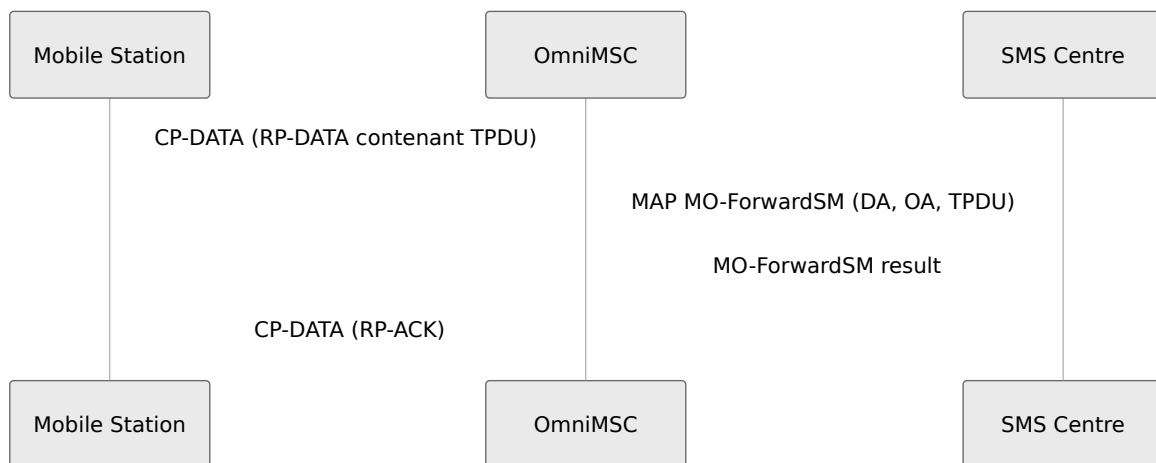 Mobile Station
OmniMSC
SMS Centre
CP-DATA (RP-DATA contenant TPDU)
MAP MO-ForwardSM (DA, OA, TPDU)
MO-ForwardSM result
CP-DATA (RP-ACK)
Mobile Station
OmniMSC
SMS Centre